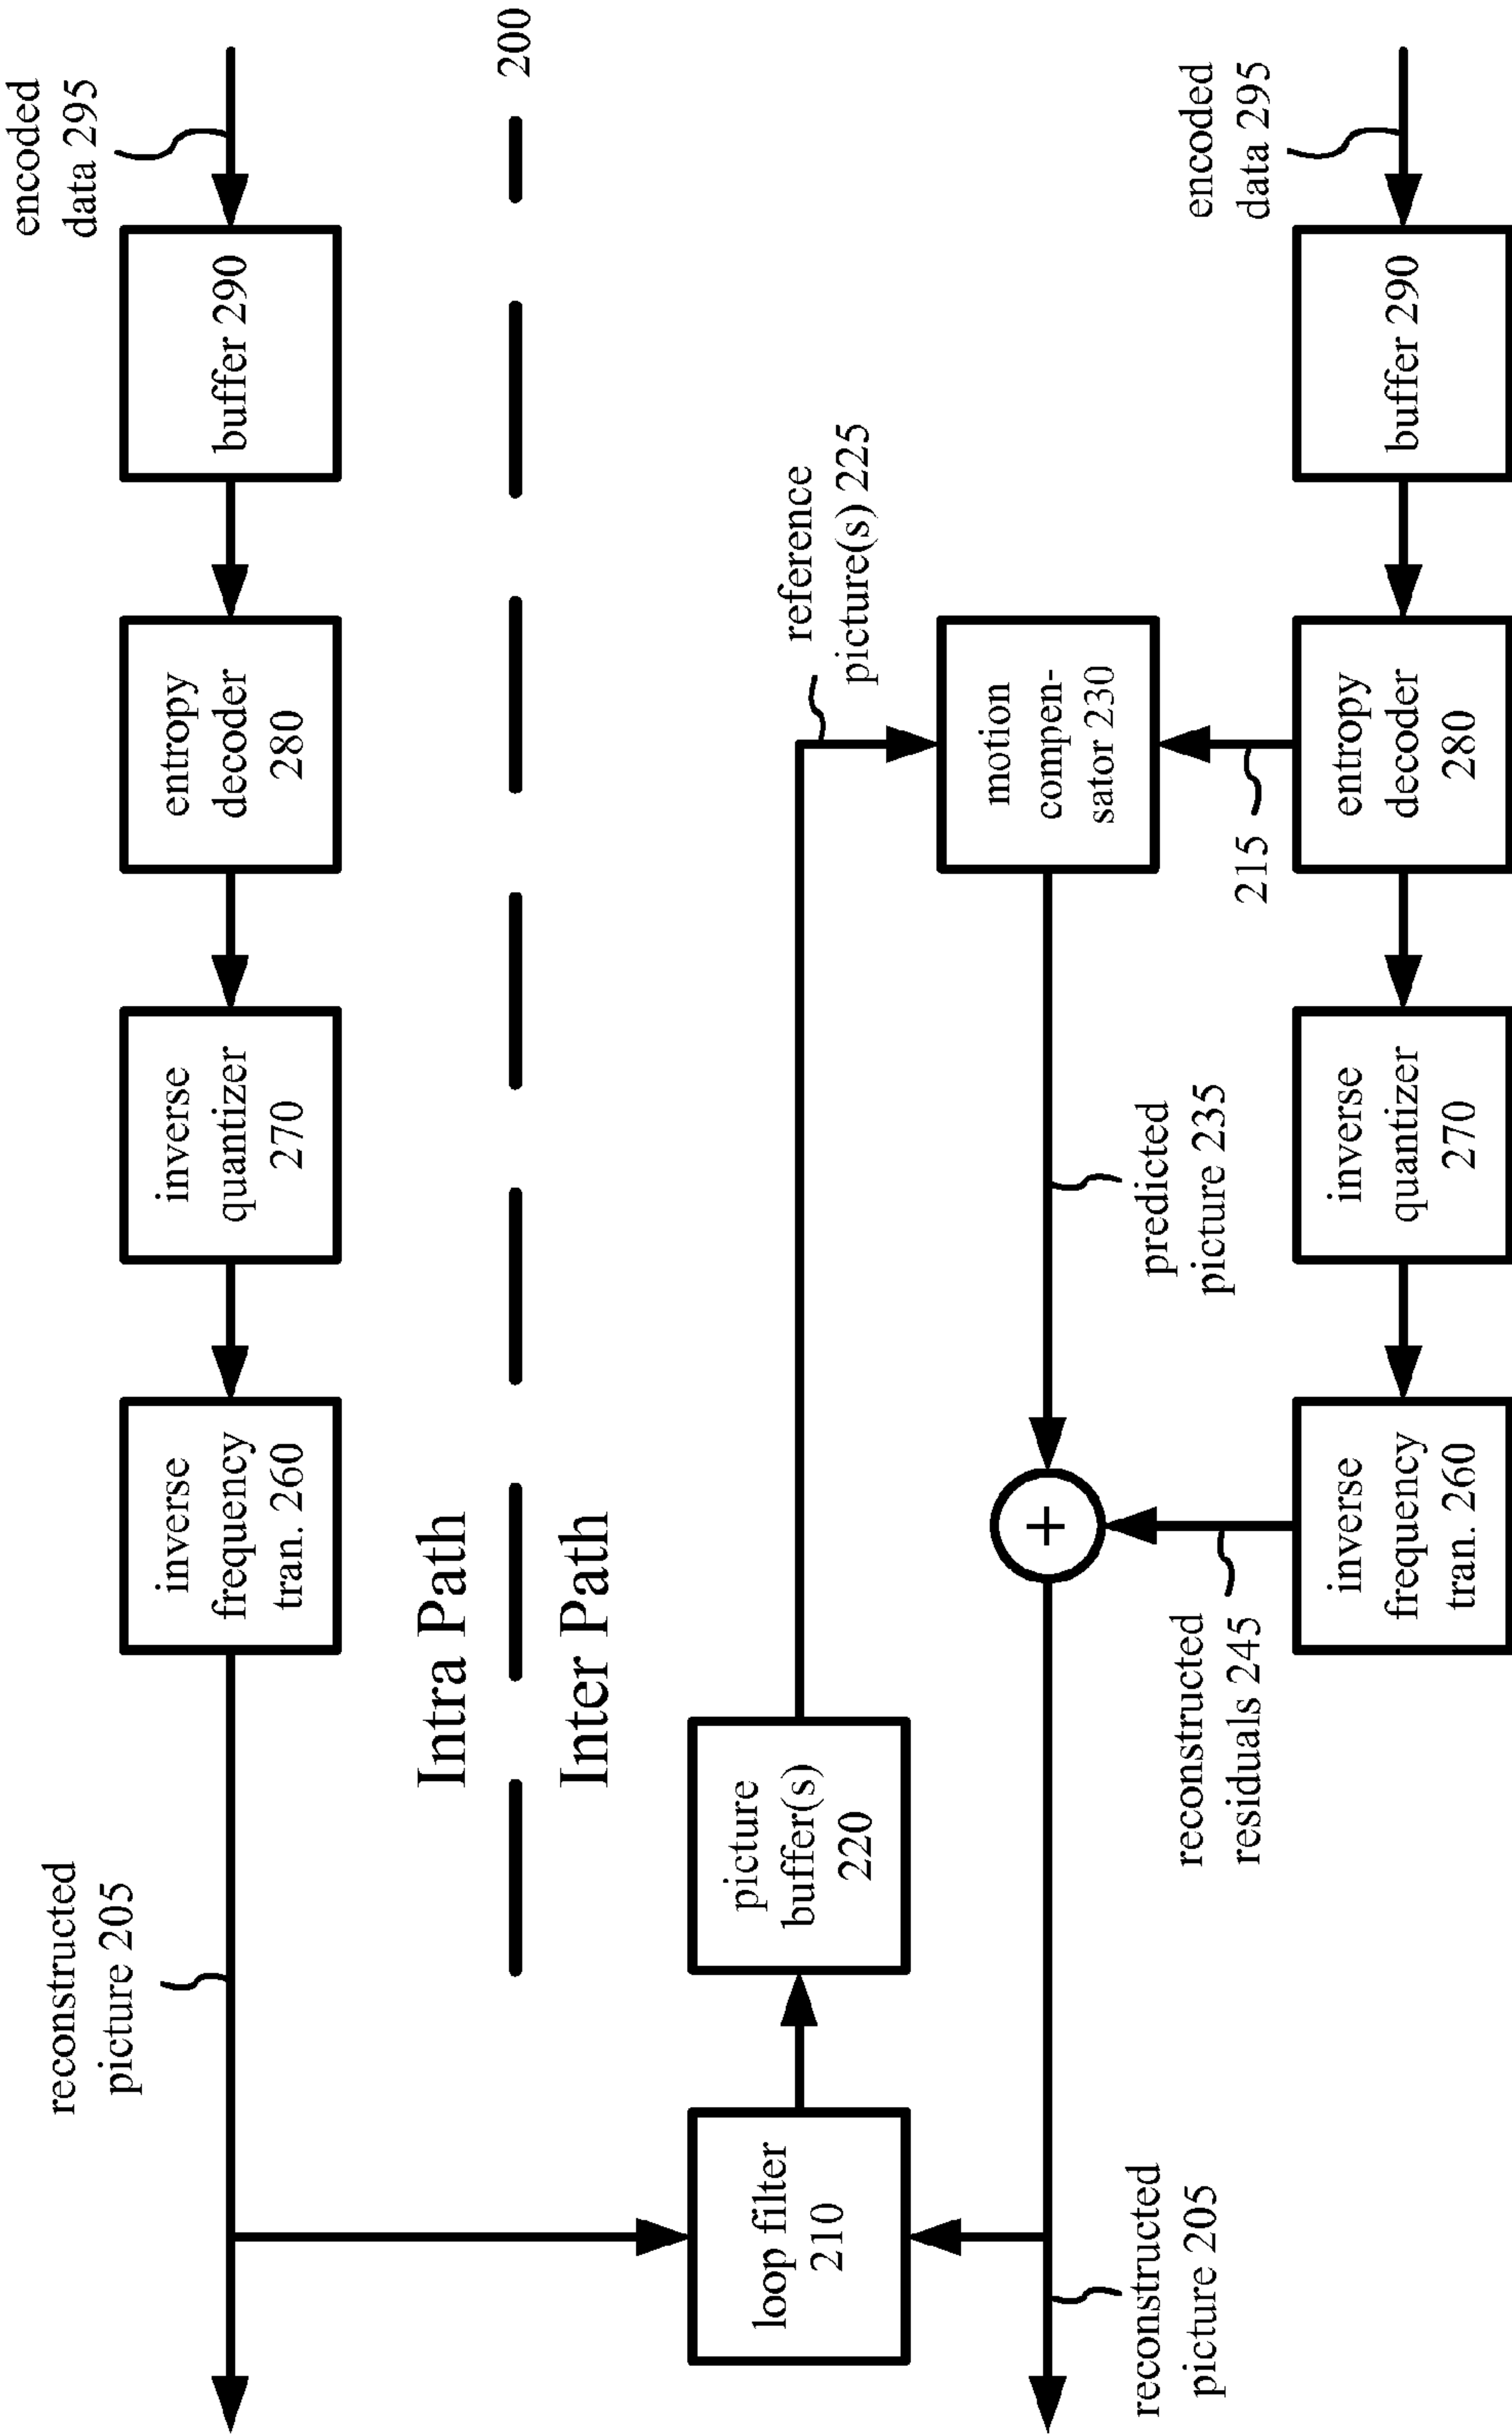 encoded
data 295
buffer 290
entropy
decoder
280
inverse
quantizer
270
inverse
frequency
tran. 260
reconstructed
picture 205
200
Intra Path
Inter Path
reference
picture(s) 225
picture
buffer(s)
220
loop filter
210
motion
compen-
sator 230
predicted
picture 235
+
215
reconstructed
residuals 245
reconstructed
picture 205
encoded
data 295
buffer 290
entropy
decoder
280
inverse
quantizer
270
inverse
frequency
tran. 260